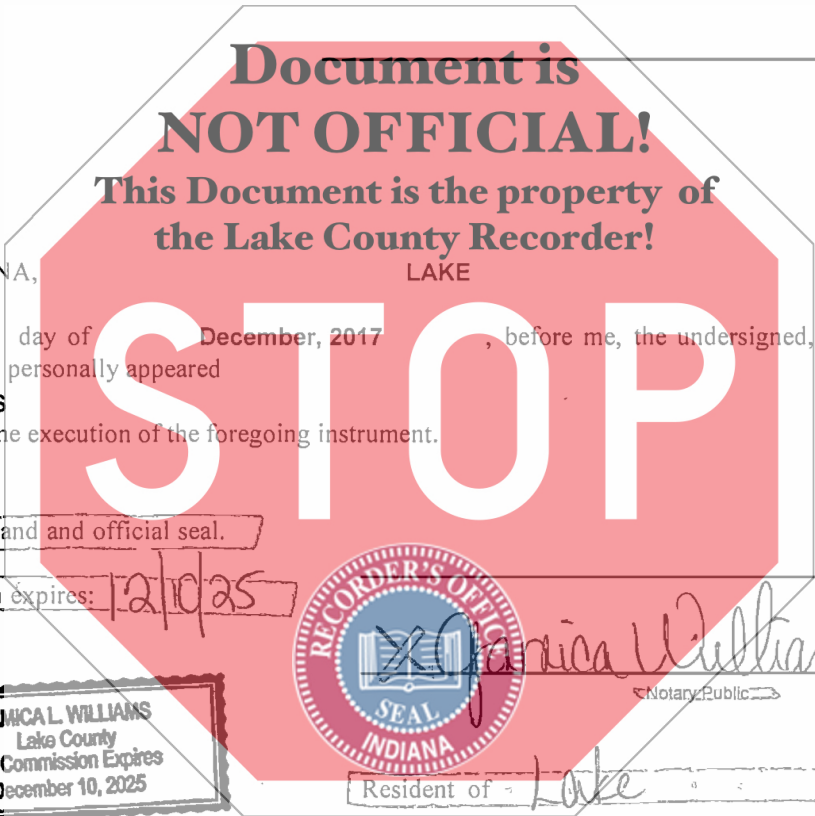 Document is
NOT OFFICIAL!
This Document is the property of
the Lake County Recorder!
NA, LAKE
day of December, 2017 , before me, the undersigned,
personally appeared
S
he execution of the foregoing instrument.
STOP
and and official seal.
expires: 12/10/25
RECORDER'S OFFICE
SEAL
INDIANA
X Jamica Willia
Notary Public
MICA L. WILLIAMS
Lake County
Commission Expires
December 10, 2025
Resident of Lake